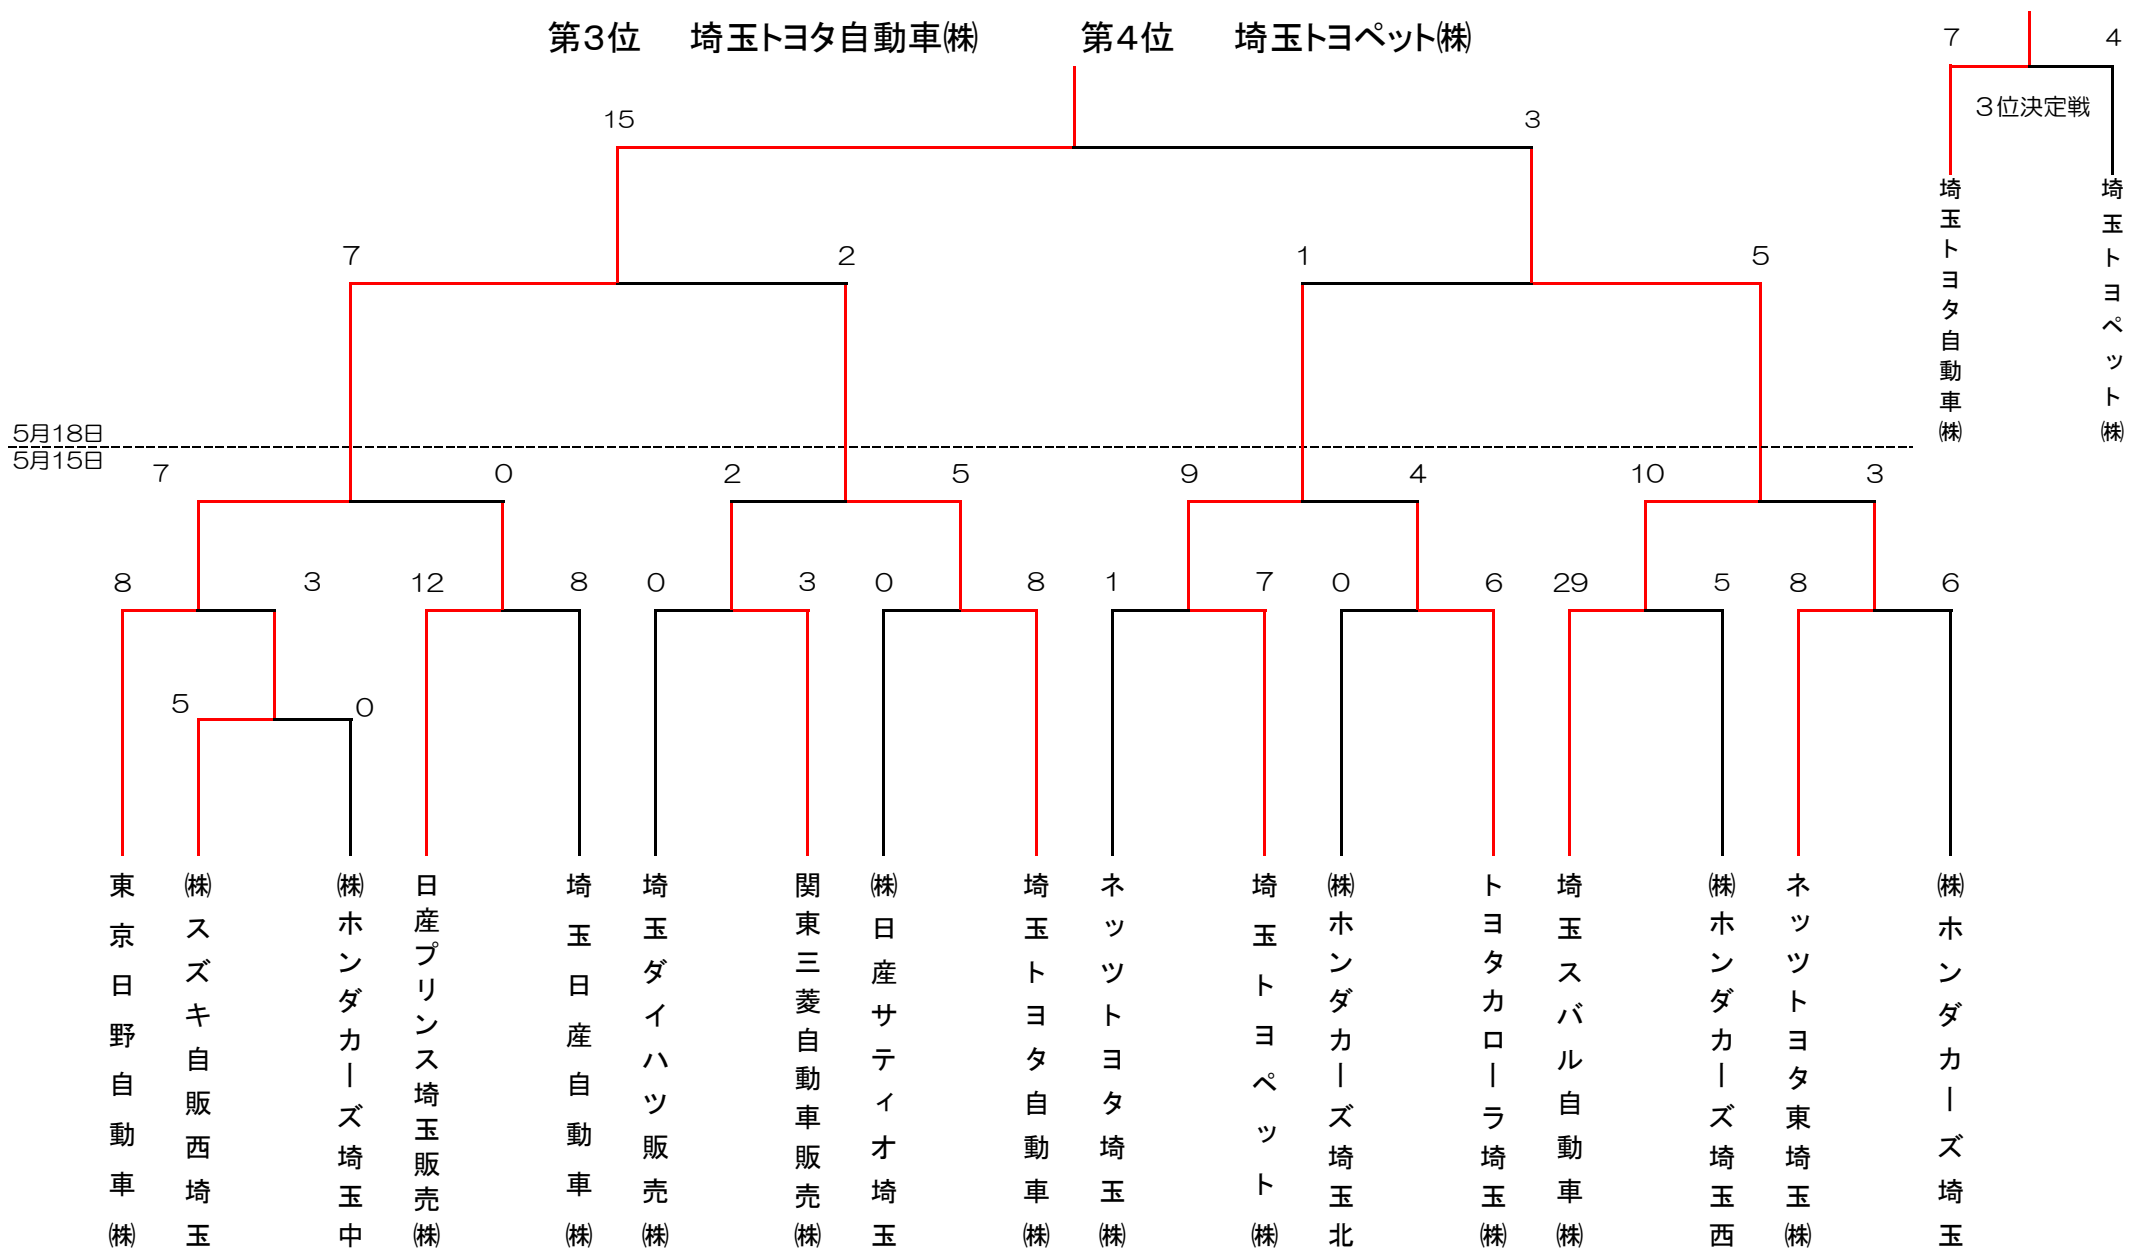 第3位 埼玉トヨタ自動車㈱ 第4位 埼玉トヨペット㈱
7 4
3位決定戦
埼玉トヨタ自動車㈱
埼玉トヨペット㈱
15 3
7 2 1 5
5月18日
5月15日
7 0 2 5 9 4 10 3
8 3 12 8 0 3 0 8 1 7 0 6 29 5 8 6
5 0
東京日野自動車㈱
㈱スズキ自販西埼玉
㈱ホンダカーズ埼玉中
日産プリンス埼玉販売㈱
埼玉日産自動車㈱
埼玉ダイハツ販売㈱
関東三菱自動車販売㈱
㈱日産サティオ埼玉
埼玉トヨタ自動車㈱
ネッツトヨタ埼玉㈱
埼玉トヨペット㈱
㈱ホンダカーズ埼玉北
トヨタカローラ埼玉㈱
埼玉スバル自動車㈱
㈱ホンダカーズ埼玉西
ネッツトヨタ東埼玉㈱
㈱ホンダカーズ埼玉